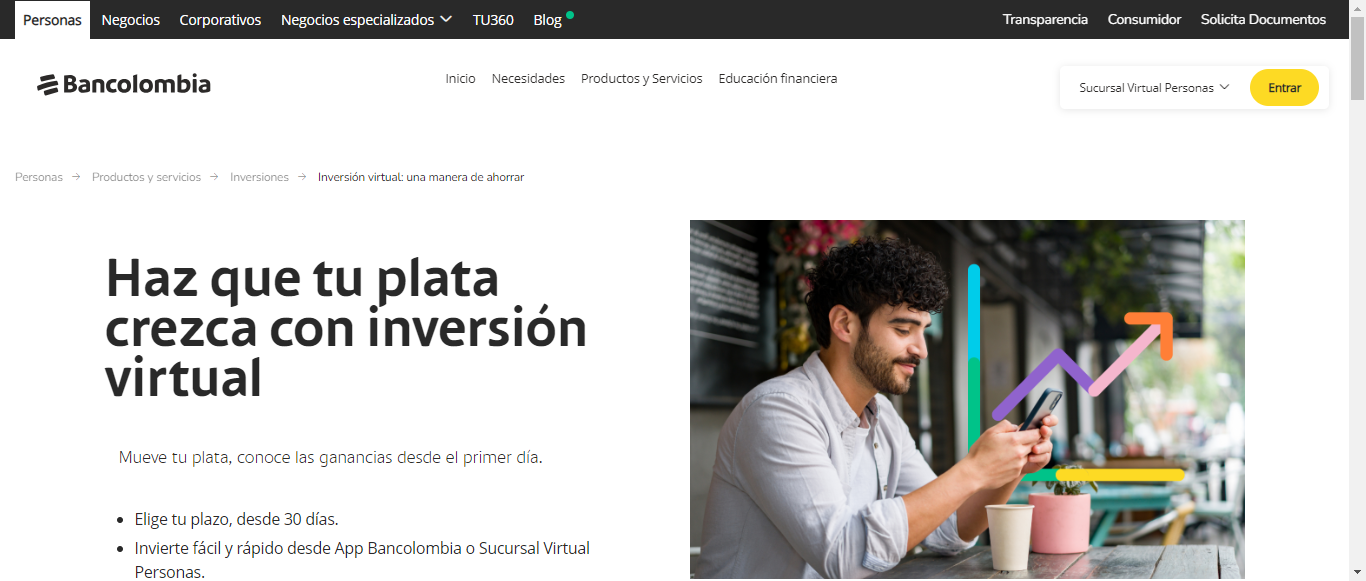 Personas Negocios Corporativos Negocios especializados TU360 Blog Transparencia Consumidor Solicita Documentos
Bancolombia Inicio Necesidades Productos y Servicios Educación financiera Sucursal Virtual Personas Entrar
Personas → Productos y servicios → Inversiones → Inversión virtual: una manera de ahorrar
Haz que tu plata
crezca con inversión
virtual
Mueve tu plata, conoce las ganancias desde el primer día.
• Elige tu plazo, desde 30 días.
• Invierte fácil y rápido desde App Bancolombia o Sucursal Virtual
Personas.